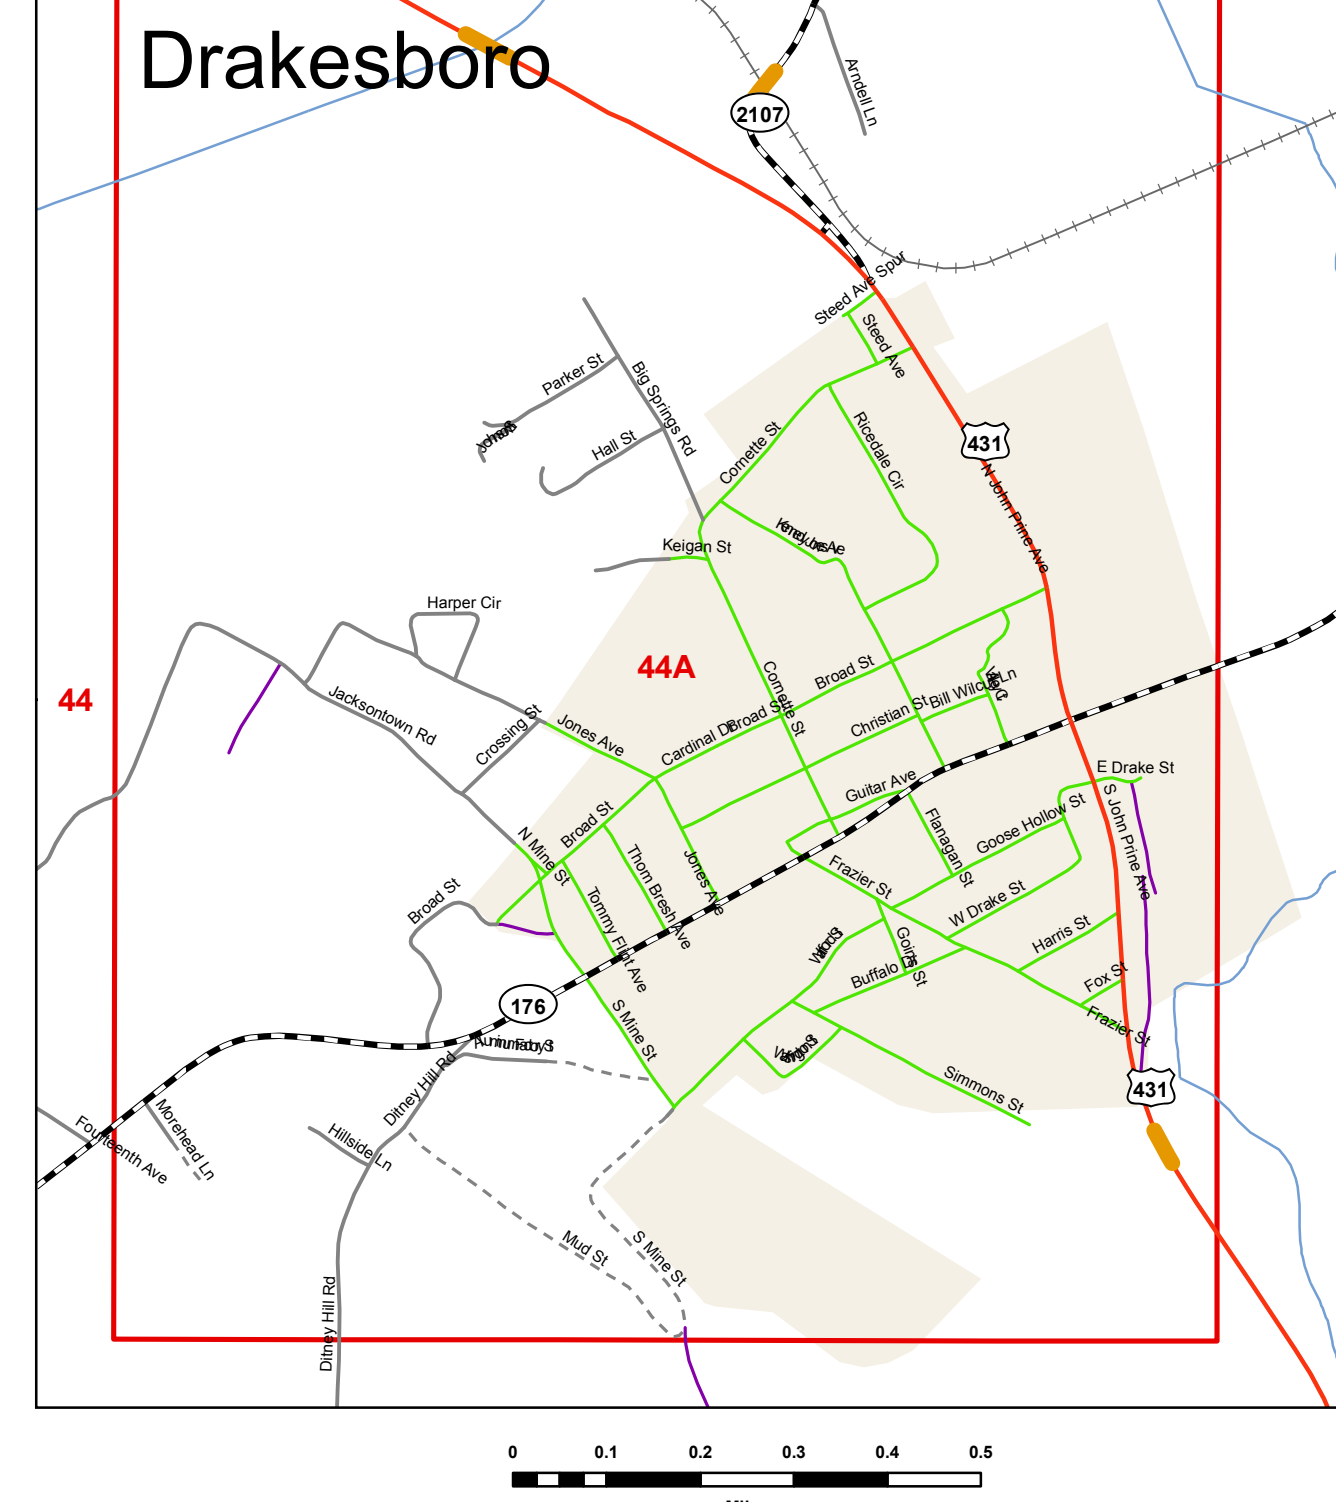 Drakesboro
2107
Arndell Ln
Steed Ave Spur
Steed Ave
Parker St
Big Springs Rd
Hall St
Cornette St
Ricedale Cir
431
N John Prine Ave
Keigan St
Harper Cir
44A
44
Broad St
Cornette St
Bill Wilcut Ln
Jacksontown Rd
Crossing St
Jones Ave
Cardinal Dr
Broad St
Christian St
E Drake St
Guitar Ave
S John Prine Ave
Goose Hollow St
Flanagan St
Broad St
N Mine St
Thorn Bresh Ave
Jones Ave
Frazier St
W Drake St
Broad St
Tommy Flint Ave
Goins St
Harris St
Buffalo
Fox St
176
S Mine St
Frazier St
Ditney Hill Rd
Simmons St
431
Morehead Ln
Fourteenth Ave
Hillside Ln
Mud St
S Mine St
Ditney Hill Rd
0 0.1 0.2 0.3 0.4 0.5